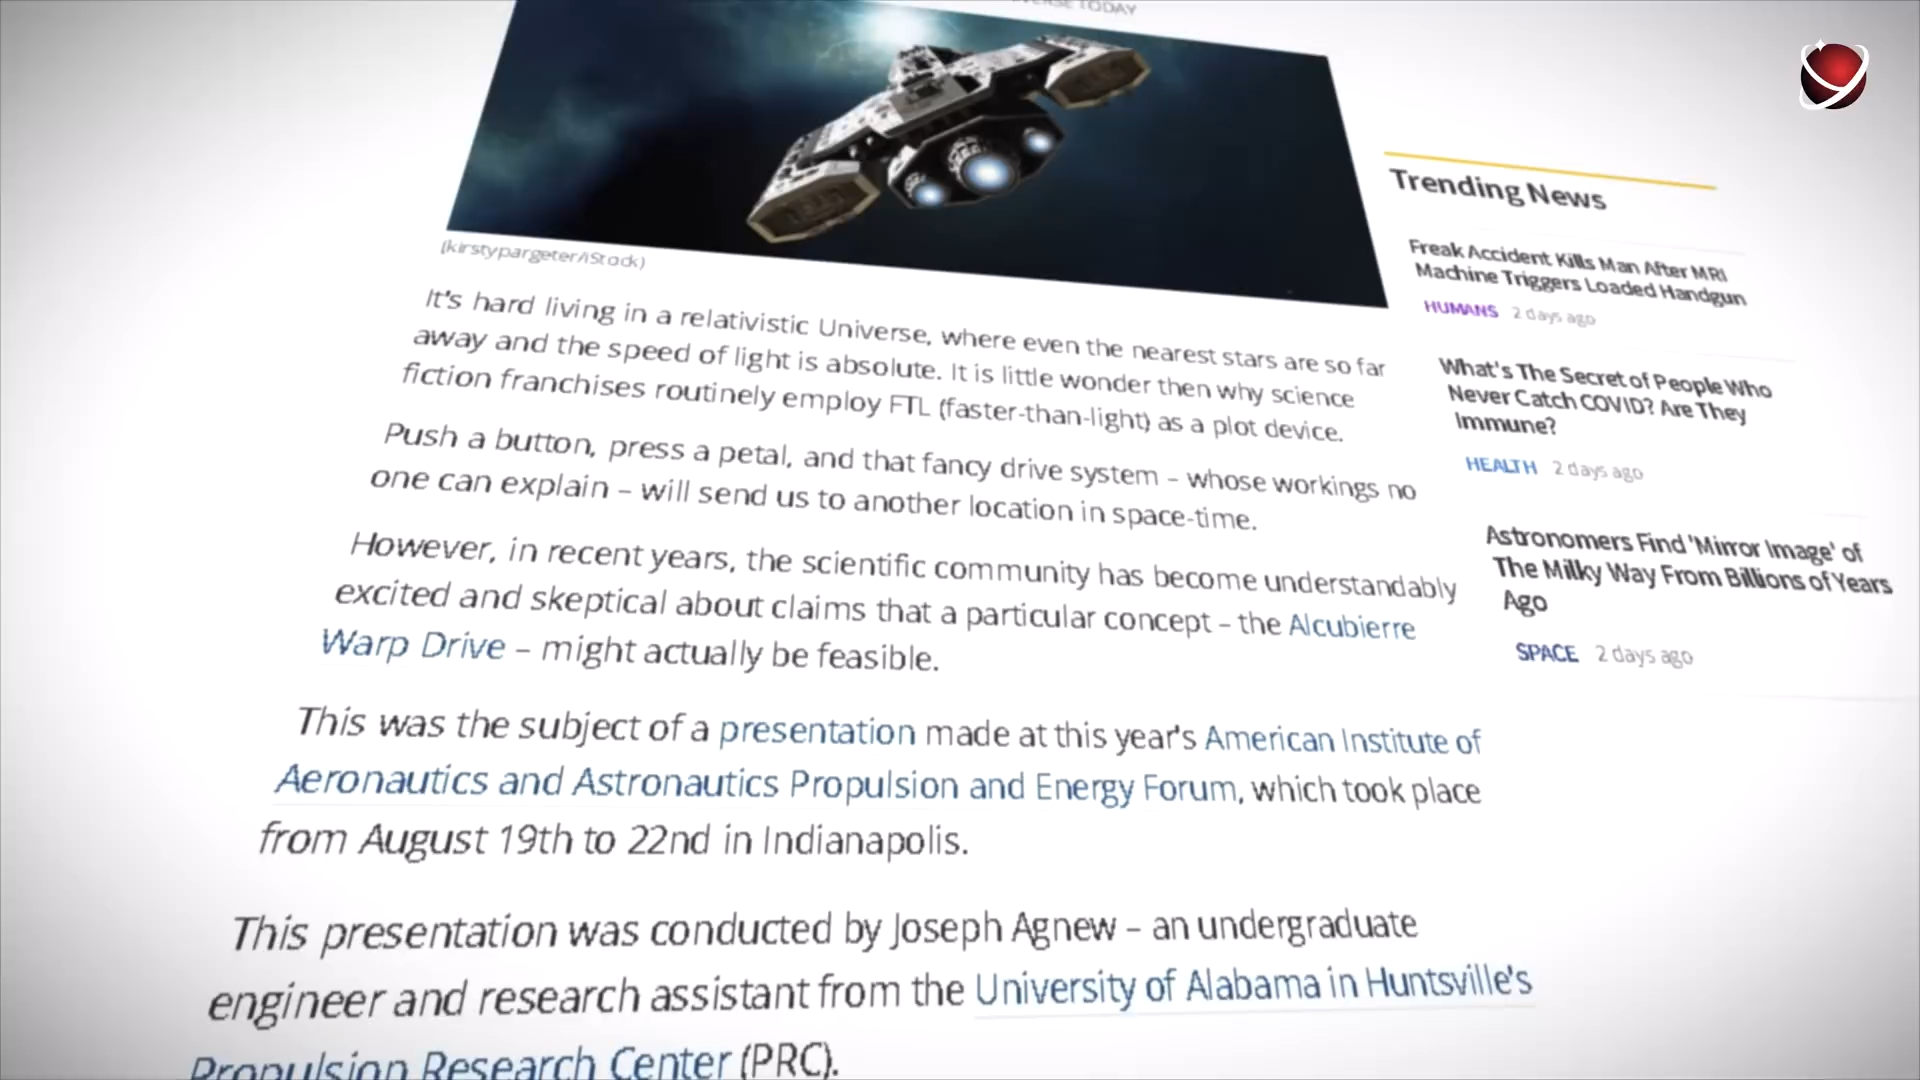 TODAY
(kirstypargeter/iStock)
It's hard living in a relativistic Universe, where even the nearest stars are so far
away and the speed of light is absolute. It is little wonder then why science
fiction franchises routinely employ FTL (faster-than-light) as a plot device.
Push a button, press a petal, and that fancy drive system – whose workings no
one can explain – will send us to another location in space-time.
However, in recent years, the scientific community has become understandably
excited and skeptical about claims that a particular concept – the Alcubierre
Warp Drive – might actually be feasible.
This was the subject of a presentation made at this year's American Institute of
Aeronautics and Astronautics Propulsion and Energy Forum, which took place
from August 19th to 22nd in Indianapolis.
This presentation was conducted by Joseph Agnew – an undergraduate
engineer and research assistant from the University of Alabama in Huntsville's
Propulsion Research Center (PRC).
Trending News
Freak Accident Kills Man After MRI
Machine Triggers Loaded Handgun
HUMANS 2 days ago
What's The Secret of People Who
Never Catch COVID? Are They
Immune?
HEALTH 2 days ago
Astronomers Find 'Mirror Image' of
The Milky Way From Billions of Years
Ago
SPACE 2 days ago